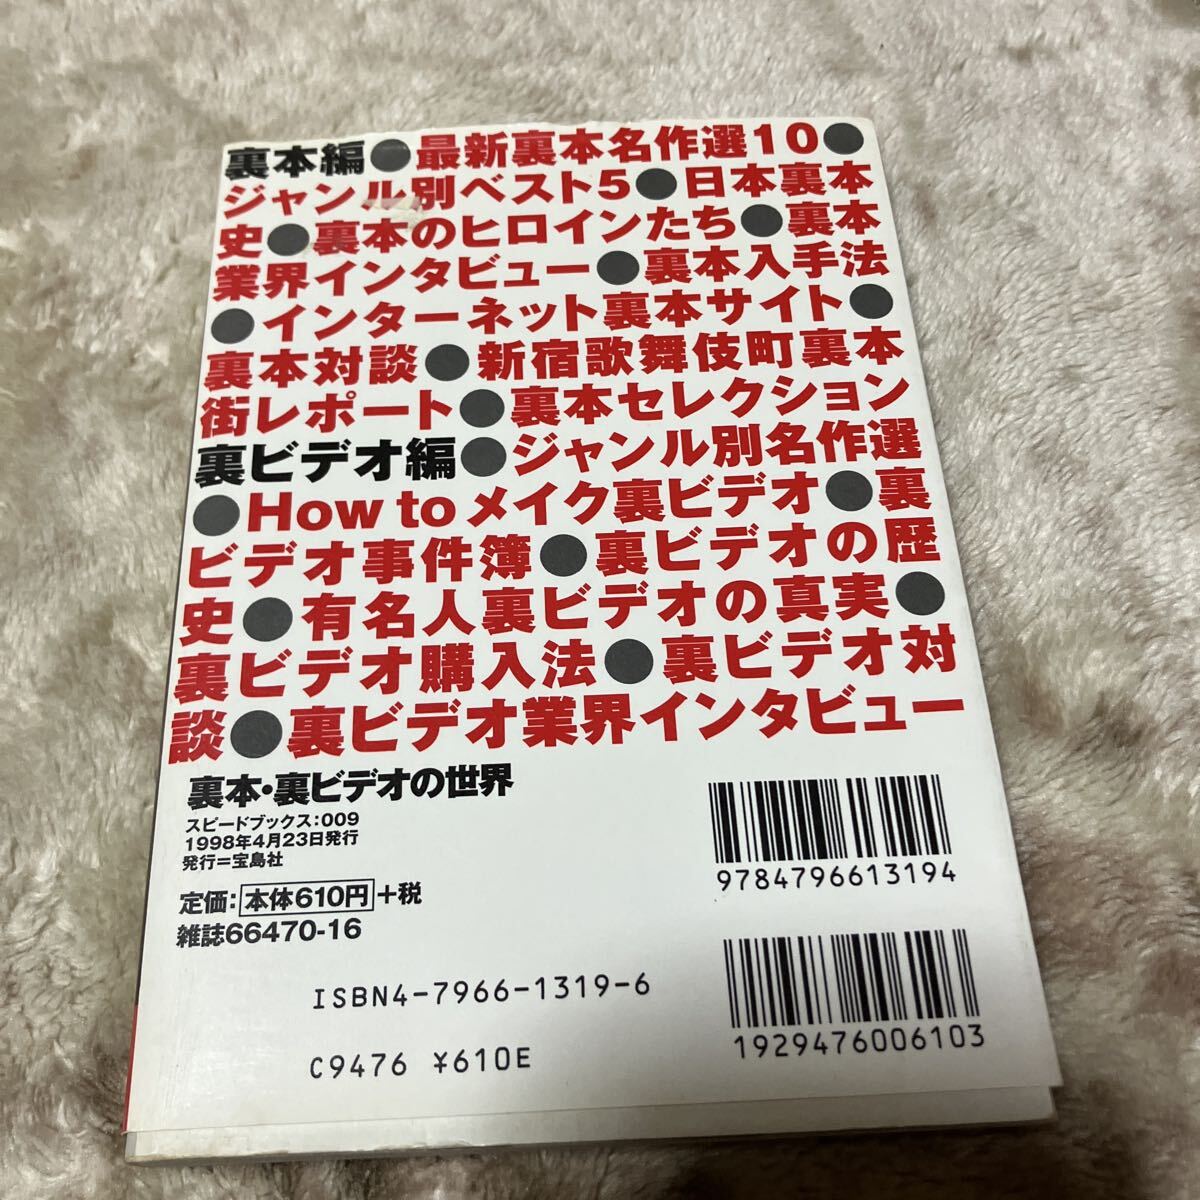 裏本編●最新裏本名作選10●
ジャンル別ベスト5●日本裏本
史●裏本のヒロインたち●裏本
業界インタビュー●裏本入手法
●インターネット裏本サイト●
裏本対談●新宿歌舞伎町裏本
街レポート●裏本セレクション
裏ビデオ編●ジャンル別名作選
●How toメイク裏ビデオ●裏
ビデオ事件簿●裏ビデオの歴
史●有名人裏ビデオの真実●
裏ビデオ購入法●裏ビデオ対
談●裏ビデオ業界インタビュー
裏本・裏ビデオの世界
スピードブックス:009
1998年4月23日発行
発行=宝島社
定価:本体610円+税
雑誌66470-16
9784796613194
ISBN4-7966-1319-6
1929476006103
C9476 ¥610E